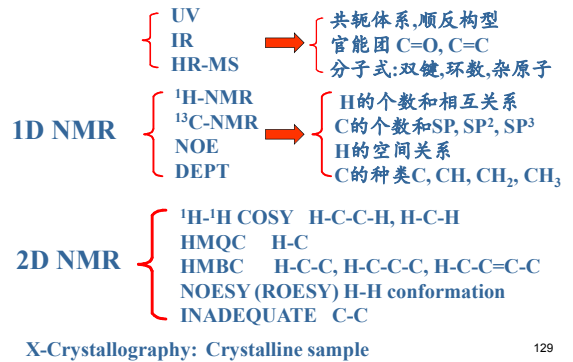 UV 共轭体系,顺反构型
IR 官能团 C=O, C=C
HR-MS 分子式:双键,环数,杂原子
1D NMR
¹H-NMR H的个数和相互关系
¹³C-NMR C的个数和SP, SP², SP³
NOE H的空间关系
DEPT C的种类C, CH, CH₂, CH₃
2D NMR
¹H-¹H COSY H-C-C-H, H-C-H
HMQC H-C
HMBC H-C-C, H-C-C-C, H-C-C=C-C
NOESY (ROESY) H-H conformation
INADEQUATE C-C
X-Crystallography: Crystalline sample
129